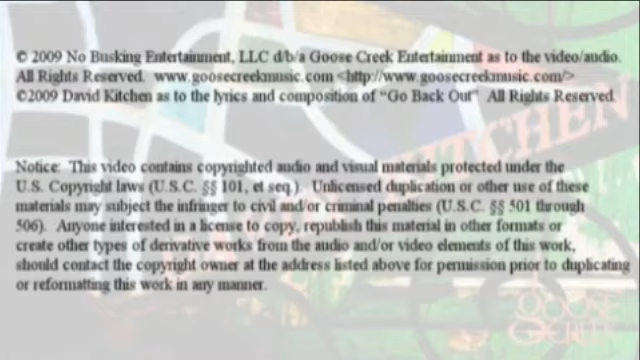 © 2009 No Busking Entertainment, LLC d/b/a Goose Creek Entertainment as to the video/audio.
All Rights Reserved. www.goosecreekmusic.com <http://www.goosecreekmusic.com/>
©2009 David Kitchen as to the lyrics and composition of "Go Back Out" All Rights Reserved.
KITCHEN
Notice: This video contains copyrighted audio and visual materials protected under the
U.S. Copyright laws (U.S.C. §§ 101, et seq.). Unlicensed duplication or other use of these
materials may subject the infringer to civil and/or criminal penalties (U.S.C. §§ 501 through
506). Anyone interested in a license to copy, republish this material in other formats or
create other types of derivative works from the audio and/or video elements of this work,
should contact the copyright owner at the address listed above for permission prior to duplicating
or reformatting this work in any manner.
GOOSE
CREEK